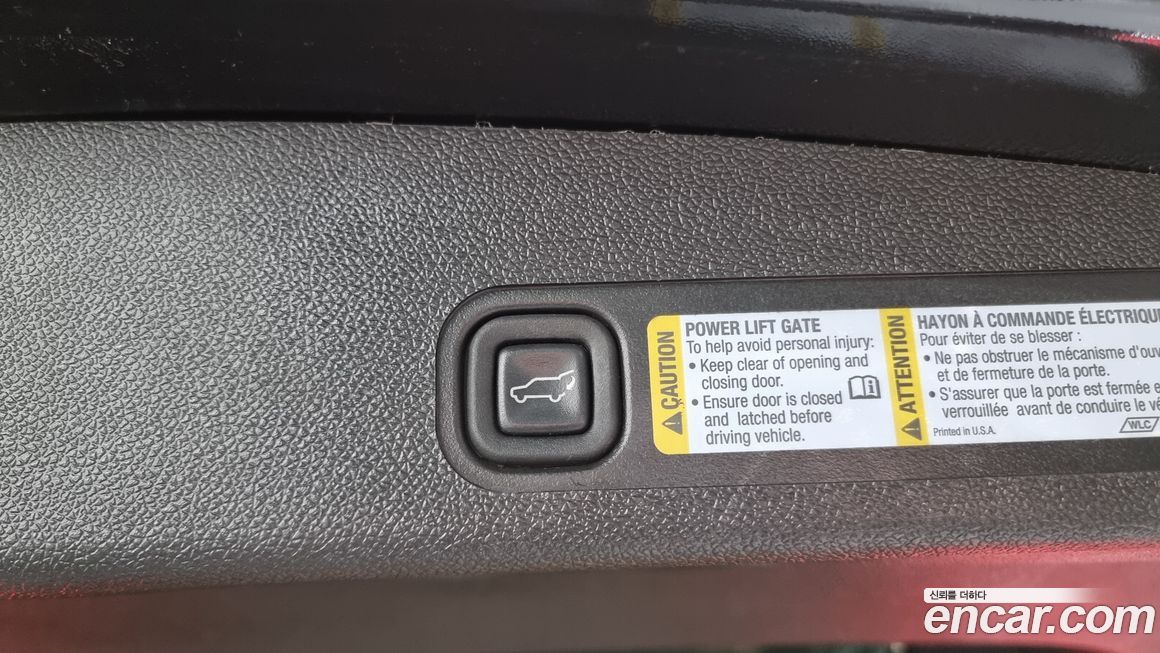 CAUTION
POWER LIFT GATE
To help avoid personal injury:
• Keep clear of opening and
closing door.
• Ensure door is closed
and latched before
driving vehicle.
ATTENTION
HAYON À COMMANDE ÉLECTRIQUE
Pour éviter de se blesser :
• Ne pas obstruer le mécanisme d'ouv
et de fermeture de la porte.
• S'assurer que la porte est fermée e
verrouillée avant de conduire le vé
Printed in U.S.A.
WLC
신뢰를 더하다
encar.com